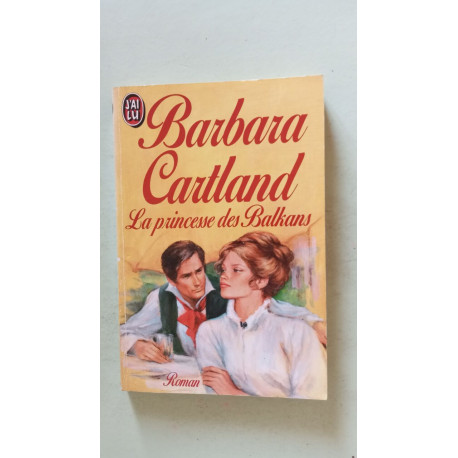 J'AI
LU
Barbara
Cartland
La princesse des Balkans
Roman